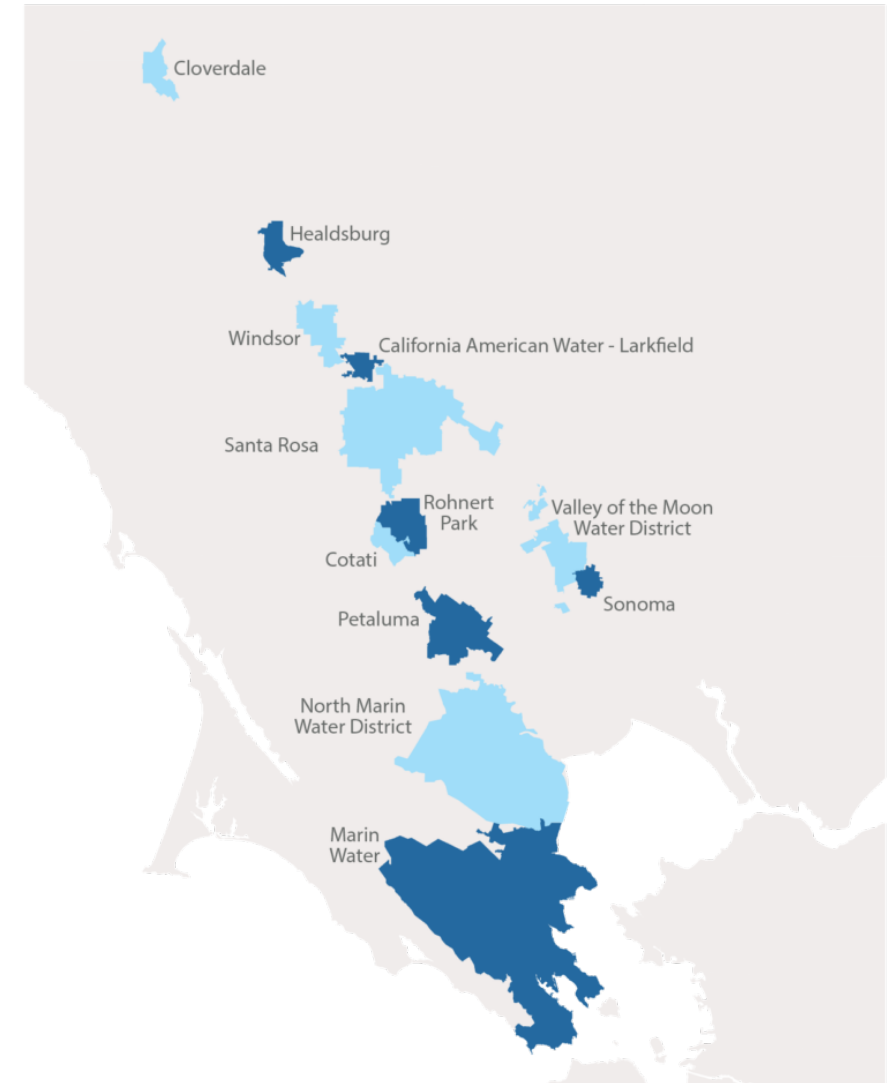 Cloverdale
Healdsburg
Windsor
California American Water - Larkfield
Santa Rosa
Rohnert
Park
Valley of the Moon
Water District
Cotati
Sonoma
Petaluma
North Marin
Water District
Marin
Water